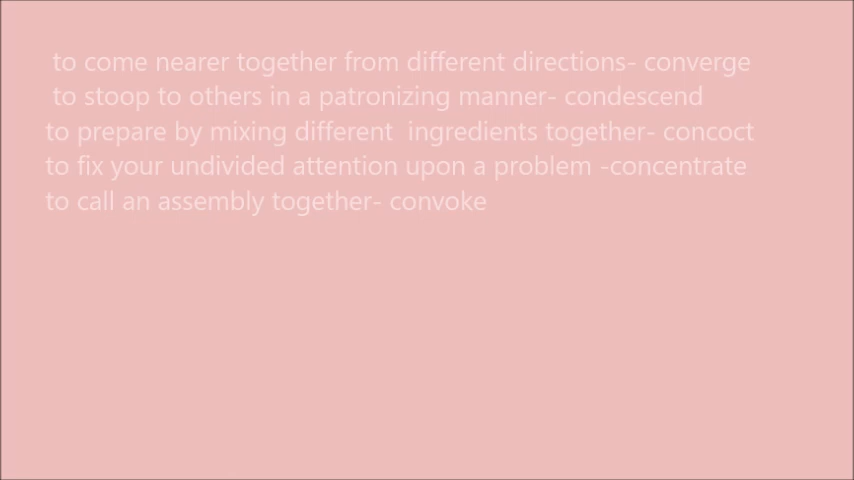 to come nearer together from different directions- converge
to stoop to others in a patronizing manner- condescend
to prepare by mixing different  ingredients together- concoct
to fix your undivided attention upon a problem -concentrate
to call an assembly together- convoke